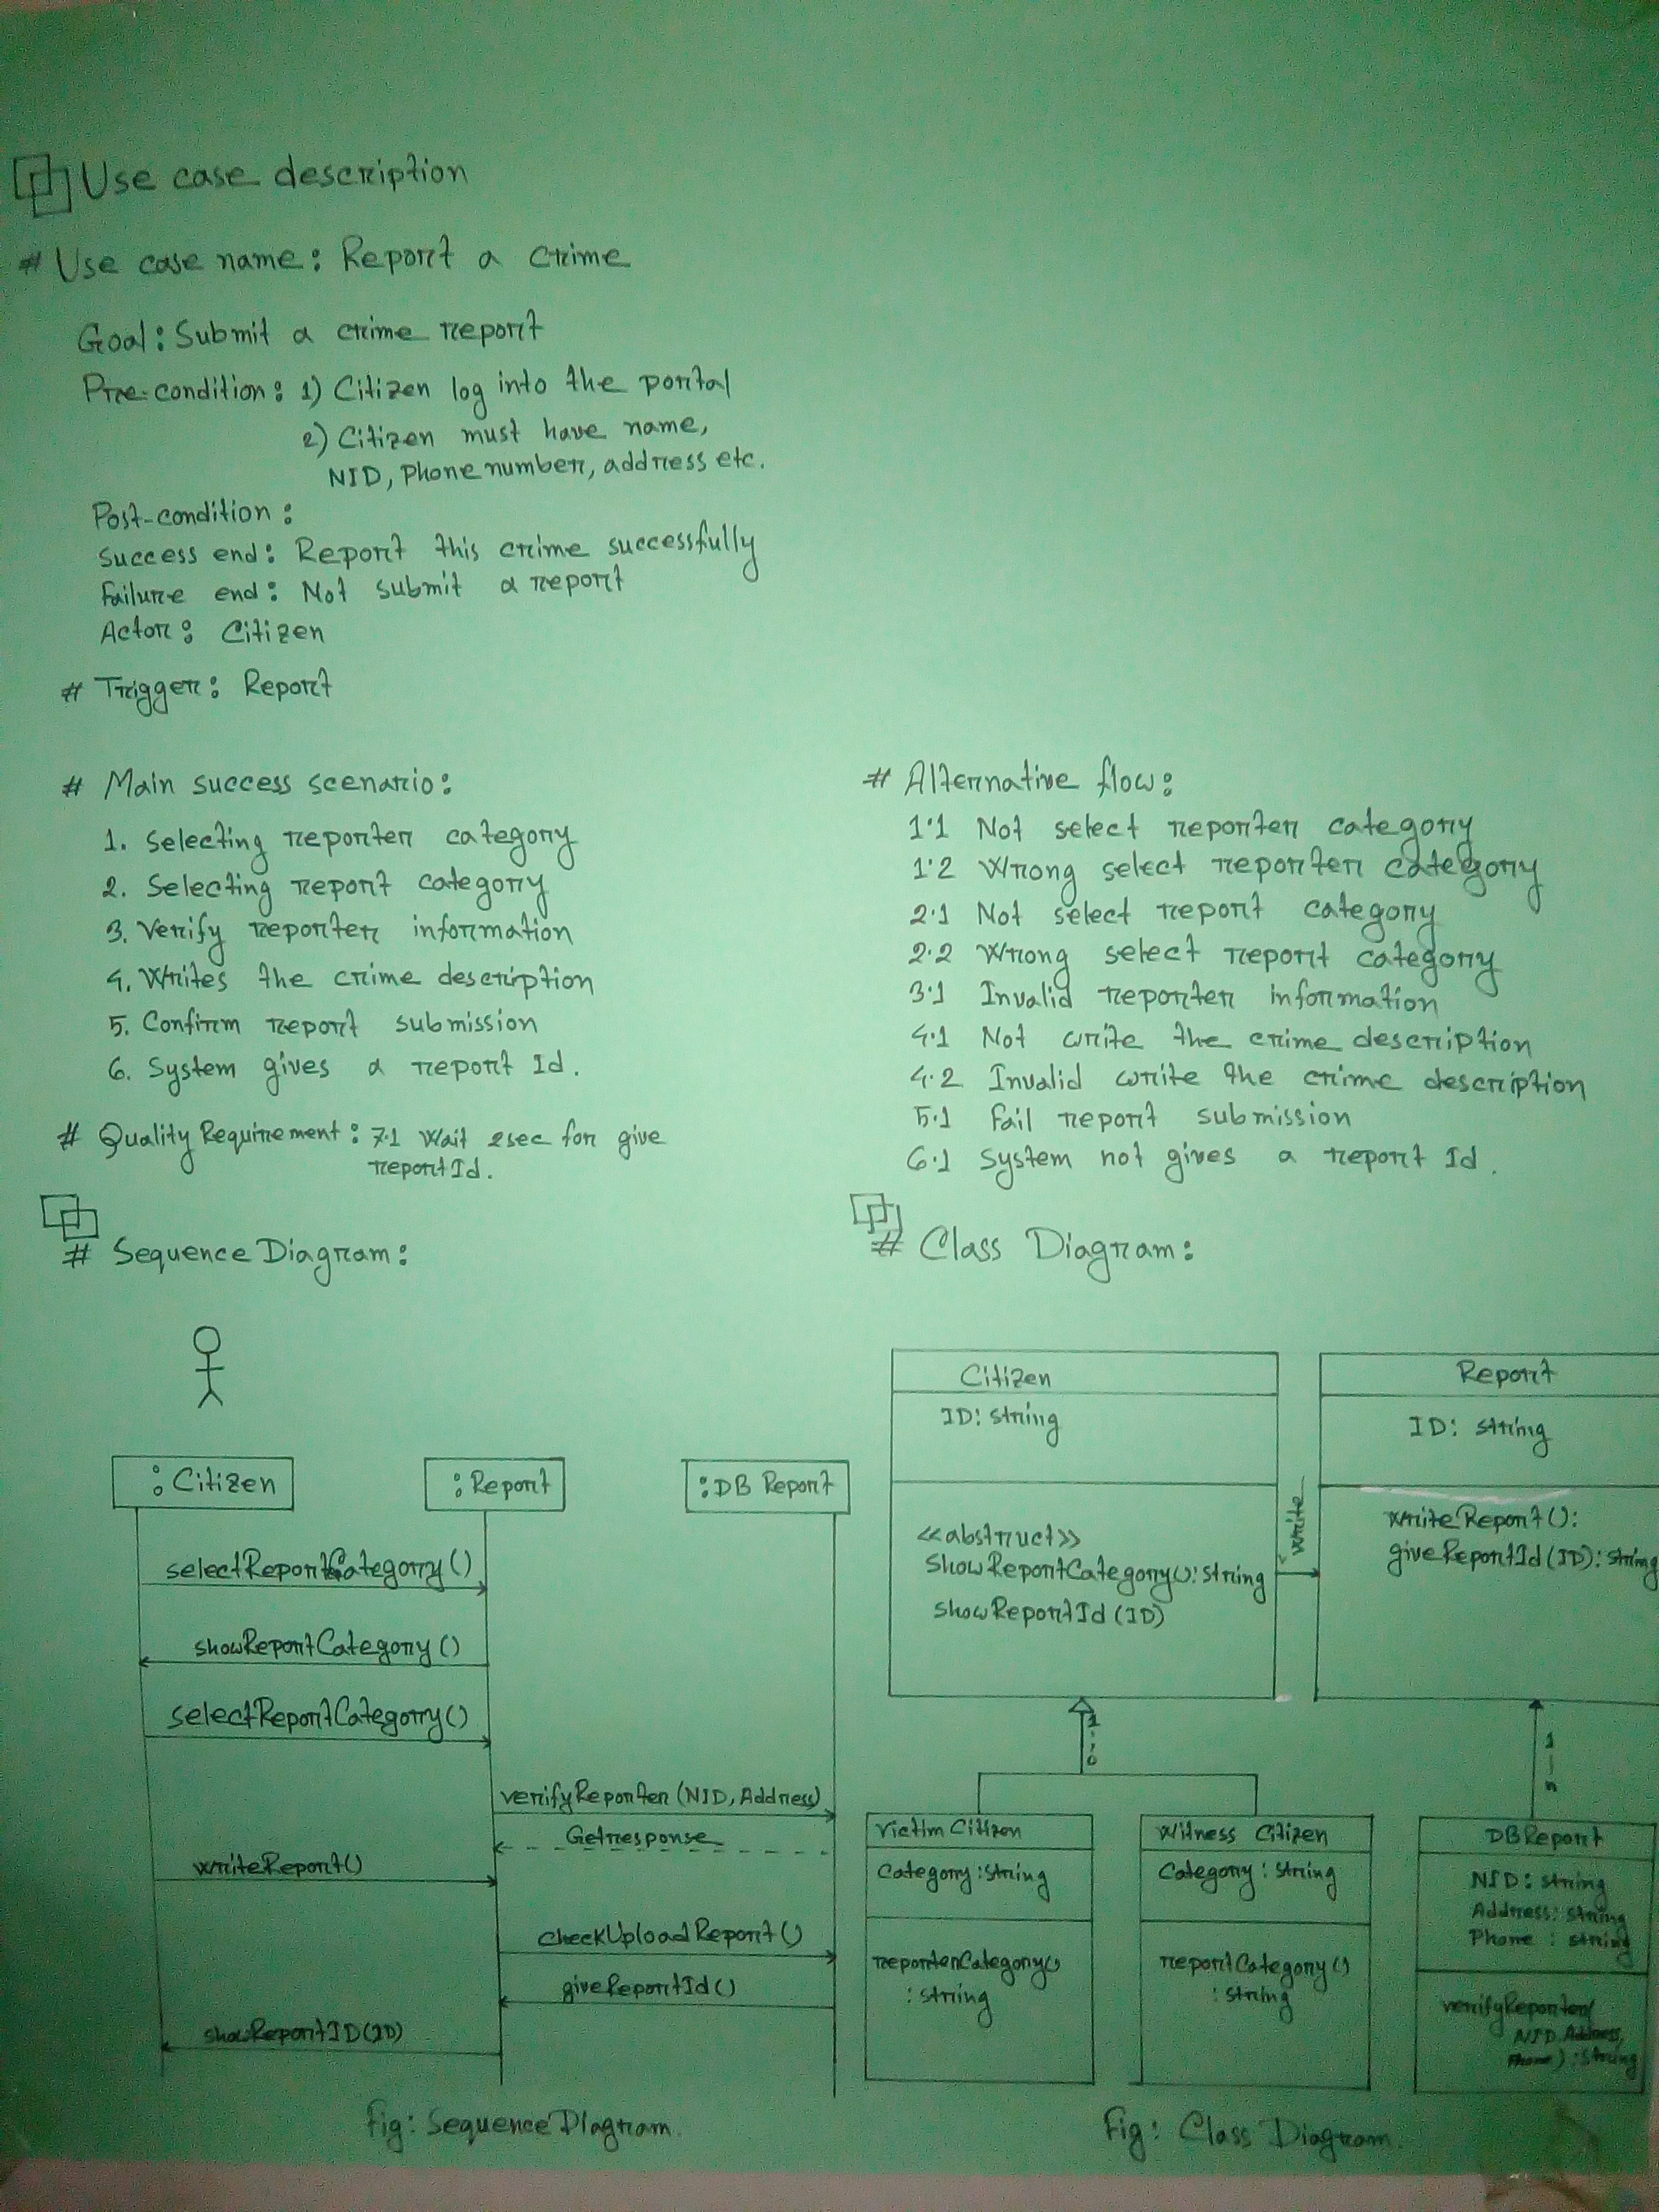 Use case description
# Use case name: Report a crime
Goal: Submit a crime report
Pre-condition: 1) Citizen log into the portal
2) Citizen must have name,
NID, Phone number, address etc.
Post-condition:
Success end: Report this crime successfully
Failure end: Not submit a report
Actor: Citizen
# Trigger: Report
# Main success scenario:
1. Selecting reporter category
2. Selecting report category
3. Verify reporter information
4. Writes the crime description
5. Confirm report submission
6. System gives a report Id.
# Quality Requirement: 7.1 Wait 2sec for give
report Id.
# Alternative flow:
1.1 Not select reporter category
1.2 Wrong select reporter category
2.1 Not select report category
2.2 Wrong select report category
3.1 Invalid reporter information
4.1 Not write the crime description
4.2 Invalid write the crime description
5.1 Fail report submission
6.1 System not gives a report Id.
# Sequence Diagram:
: Citizen
: Report
: DB Report
selectReportCategory()
showReportCategory()
selectReportCategory()
verifyReporter(NID, Address)
Getresponse
writeReport()
checkUploadReport()
giveReportId()
showReportID(ID)
Fig: Sequence Diagram.
# Class Diagram:
Citizen
ID: string
<<abstruct>>
showReportCategory(): string
showReportId(ID)
write
Report
ID: string
writeReport():
giveReportId(ID): string
Victim Citizen
Category: string
reporterCategory()
: string
Witness Citizen
Category: string
reportCategory()
: string
DBReport
NID: string
Address: string
Phone: string
verifyReporter(
NID, Address,
Phone): string
Fig: Class Diagram.